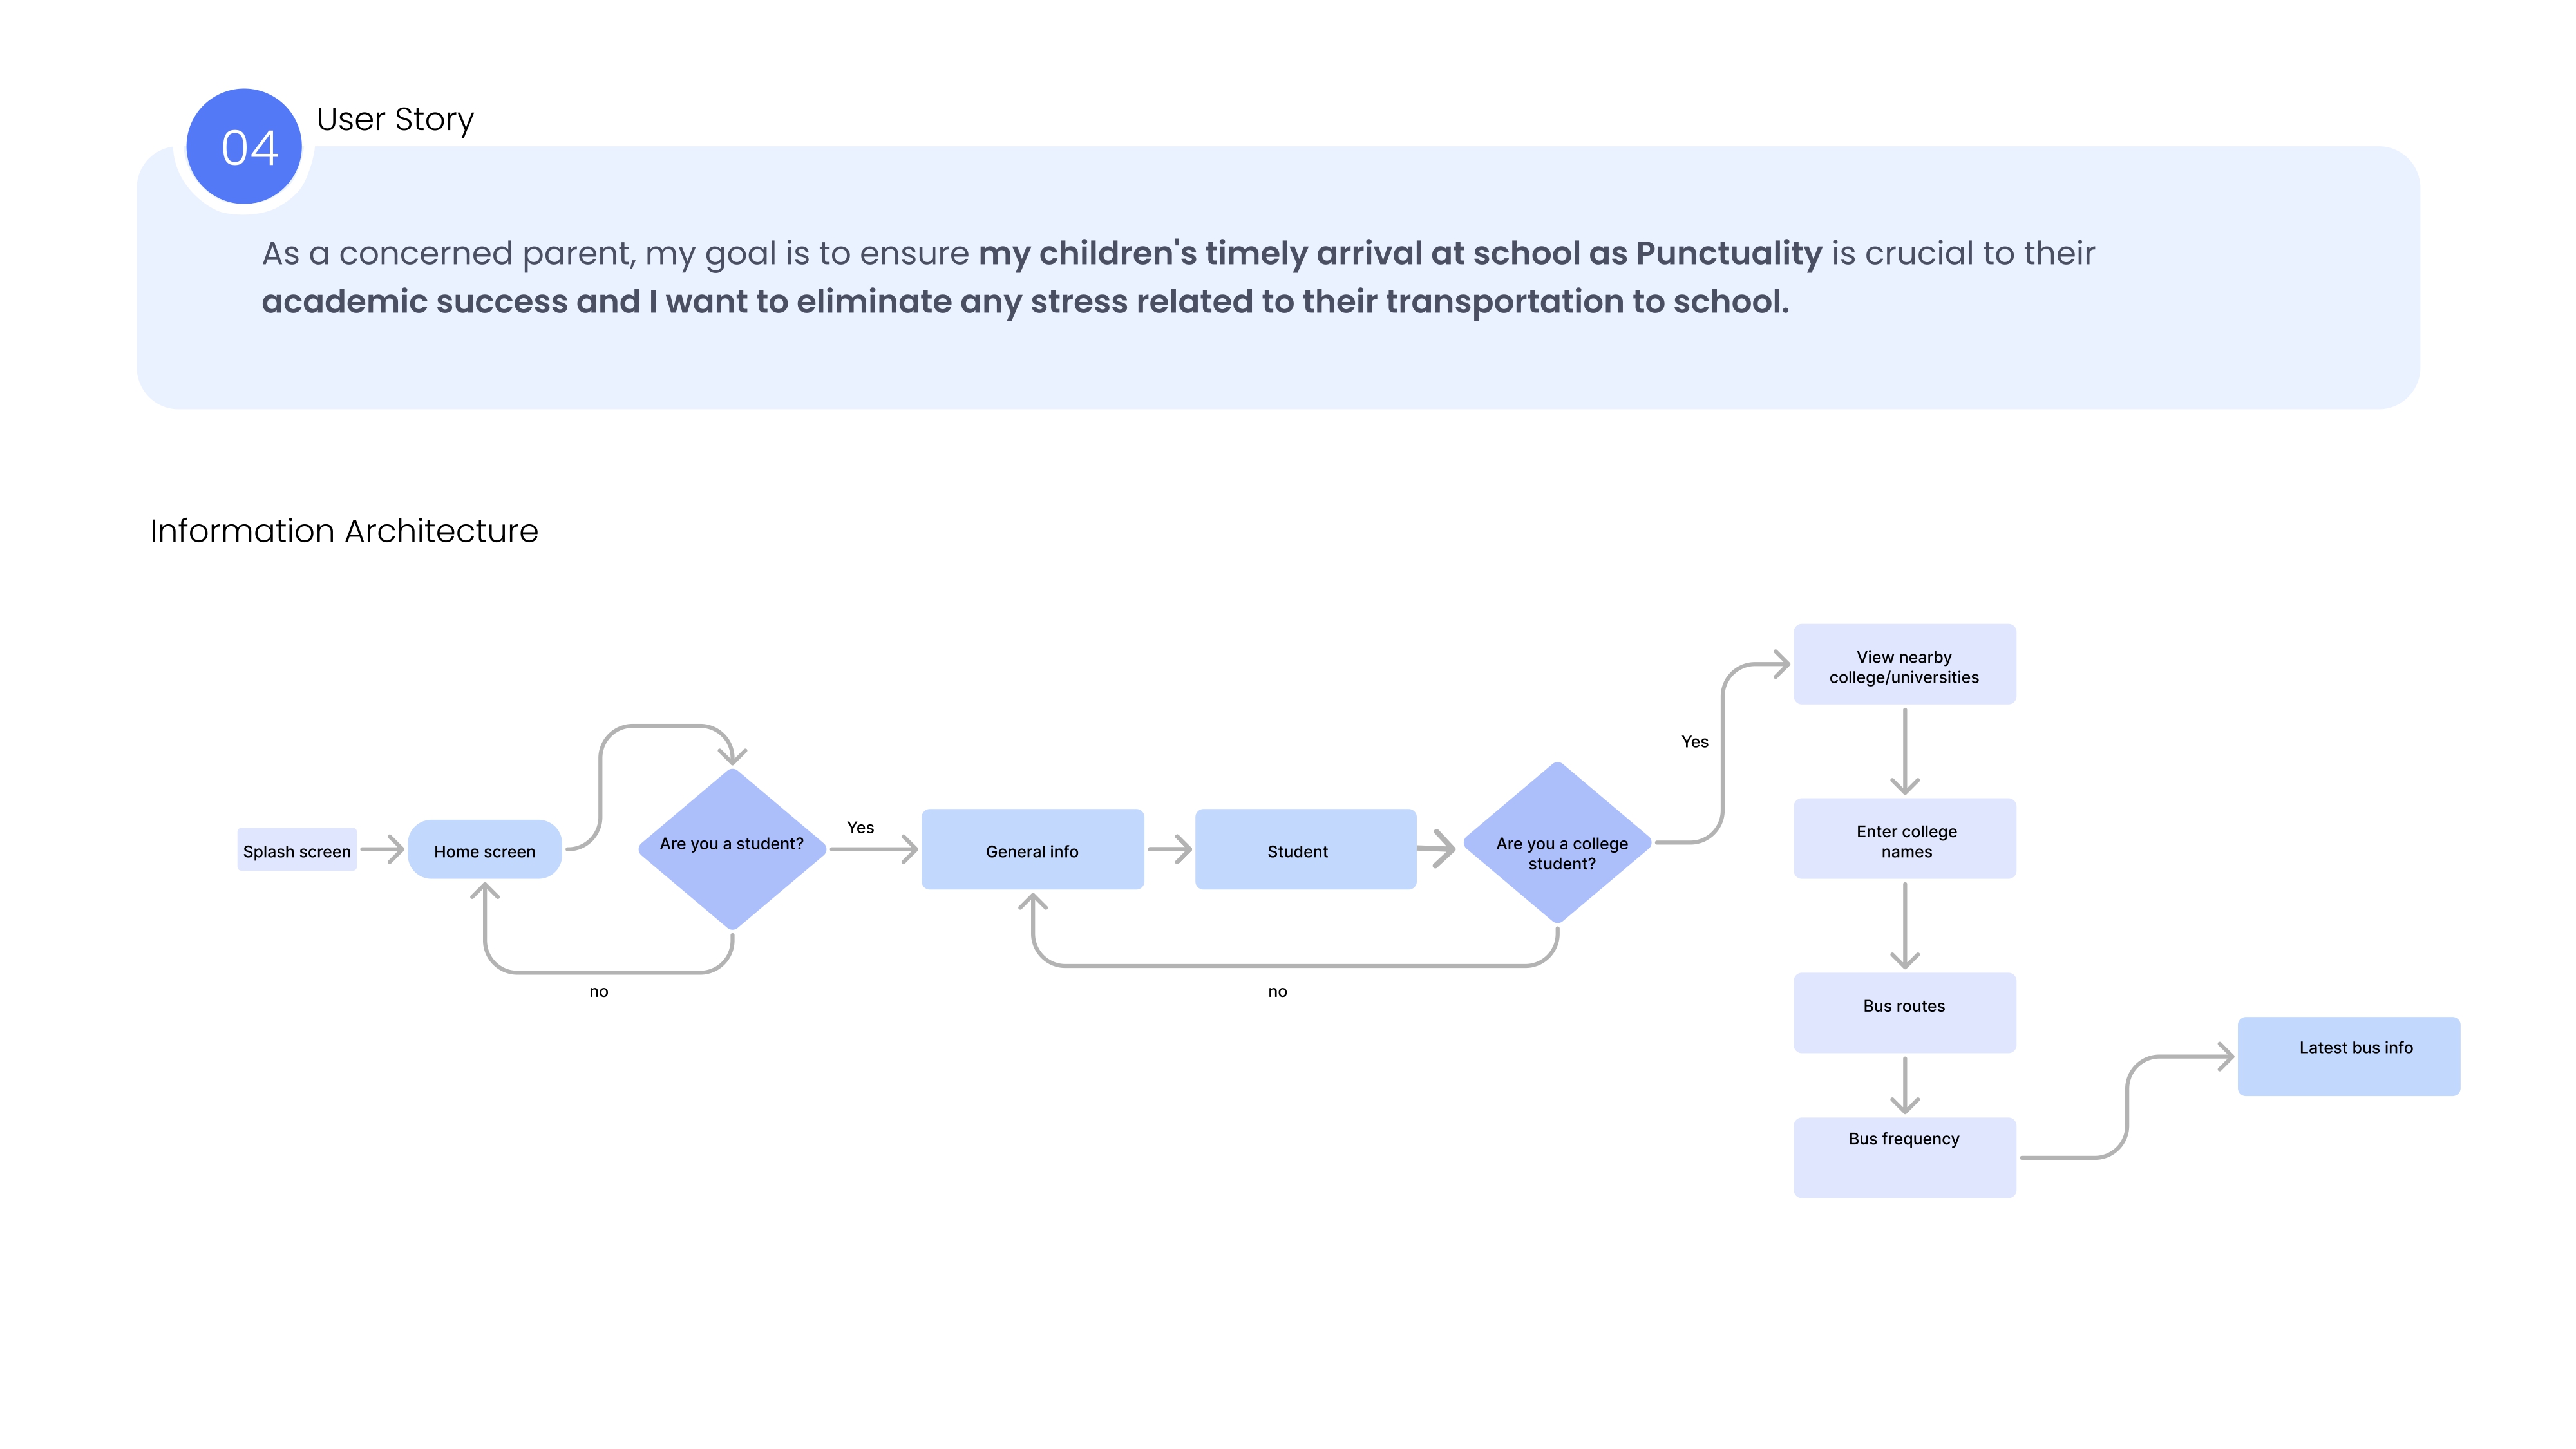 04
User Story
As a concerned parent, my goal is to ensure my children's timely arrival at school as Punctuality is crucial to their
academic success and I want to eliminate any stress related to their transportation to school.
Information Architecture
Splash screen
Home screen
Are you a student?
no
Yes
General info
Student
Are you a college
student?
no
Yes
View nearby
college/universities
Enter college
names
Bus routes
Bus frequency
Latest bus info